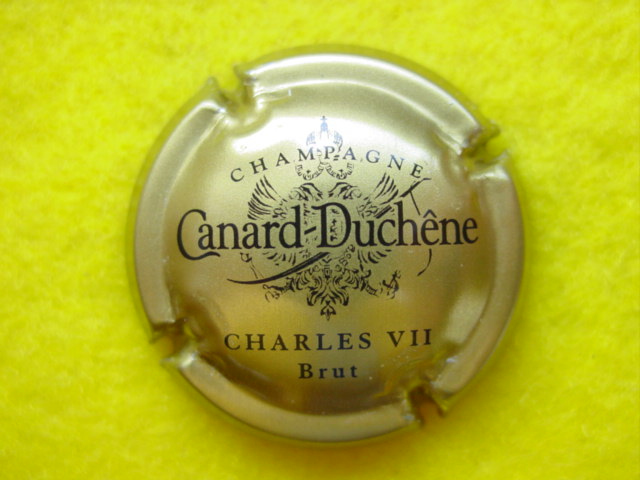 CHAMPAGNE
Canard-Duchêne
CHARLES VII
Brut